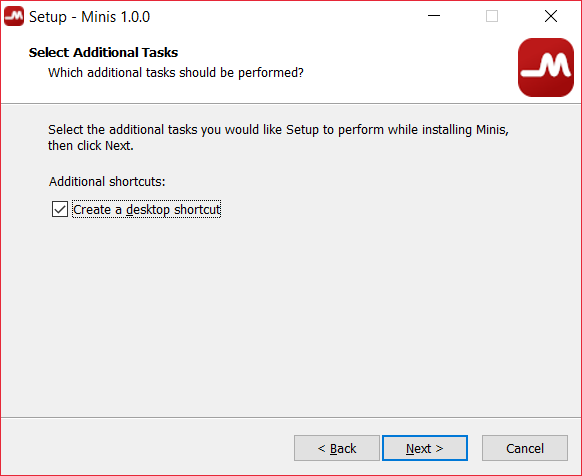 Setup - Minis 1.0.0
Select Additional Tasks
Which additional tasks should be performed?
Select the additional tasks you would like Setup to perform while installing Minis,
then click Next.
Additional shortcuts:
Create a desktop shortcut
< Back Next > Cancel